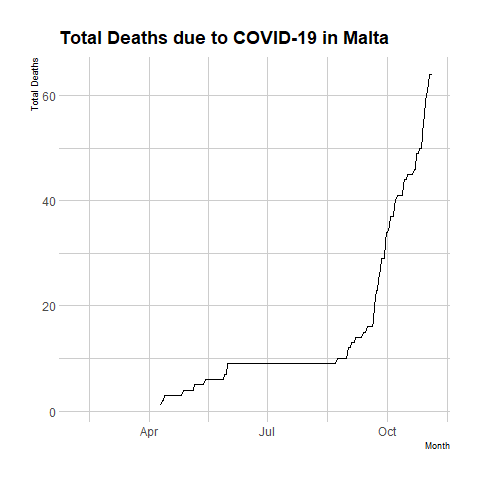 Total Deaths due to COVID-19 in Malta
Total Deaths
60
40
20
0
Apr
Jul
Oct
Month